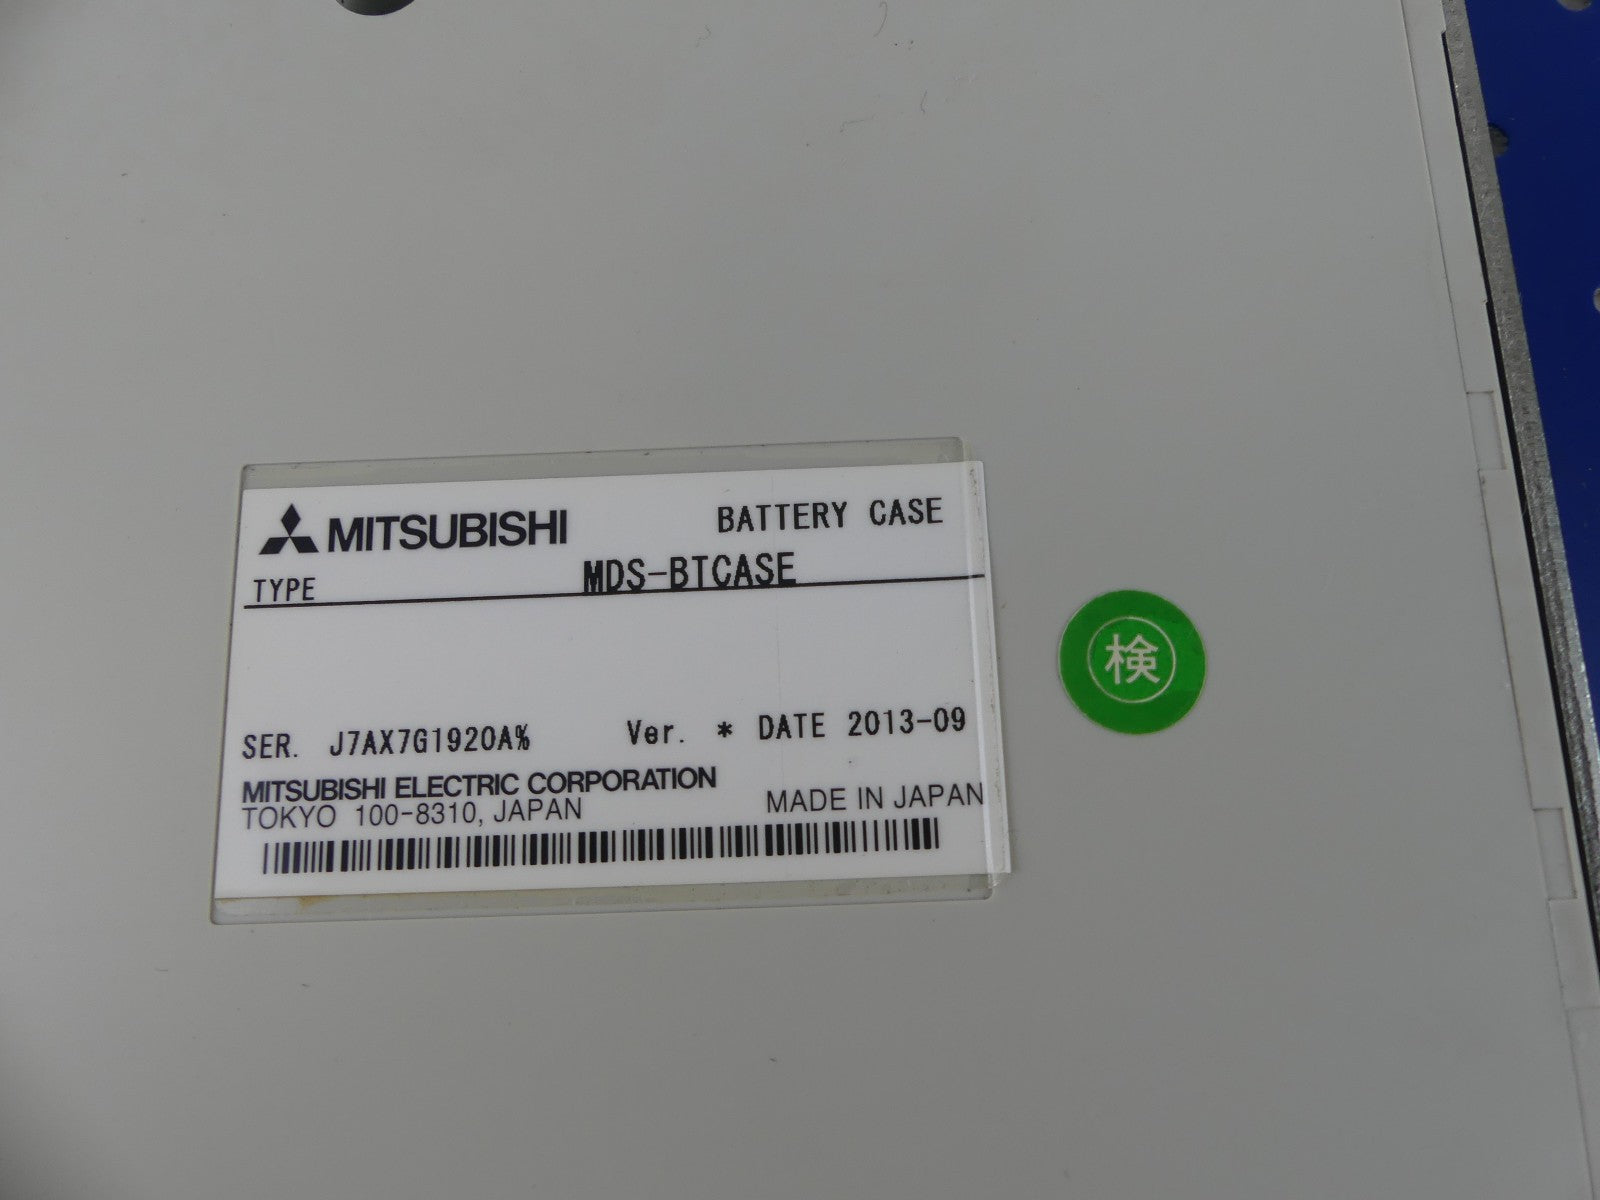 MITSUBISHI BATTERY CASE
TYPE MDS-BTCASE
SER. J7AX7G1920A% Ver. * DATE 2013-09
MITSUBISHI ELECTRIC CORPORATION
TOKYO 100-8310, JAPAN MADE IN JAPAN
検